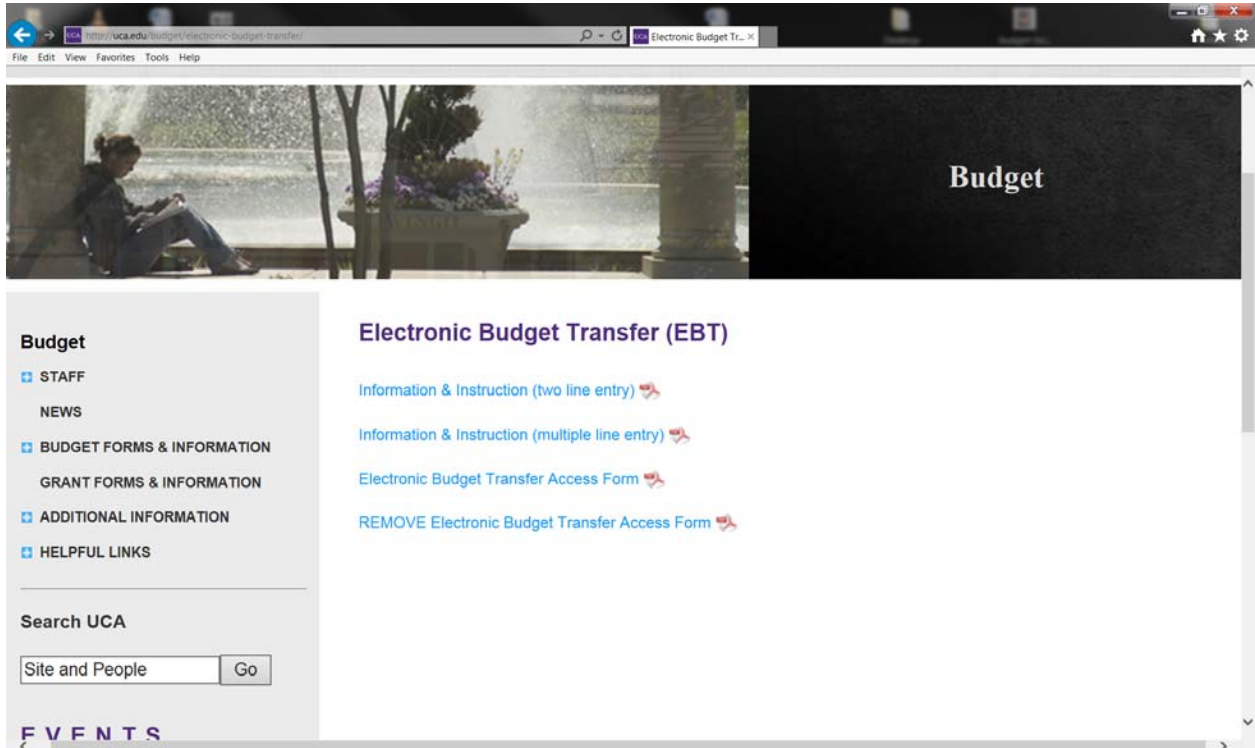 UCA http://uca.edu/budget/electronic-budget-transfer/
UCA Electronic Budget Tr... ×
File Edit View Favorites Tools Help
Budget
Budget
STAFF
NEWS
BUDGET FORMS & INFORMATION
GRANT FORMS & INFORMATION
ADDITIONAL INFORMATION
HELPFUL LINKS
Search UCA
Site and People Go
EVENTS
Electronic Budget Transfer (EBT)
Information & Instruction (two line entry)
Information & Instruction (multiple line entry)
Electronic Budget Transfer Access Form
REMOVE Electronic Budget Transfer Access Form